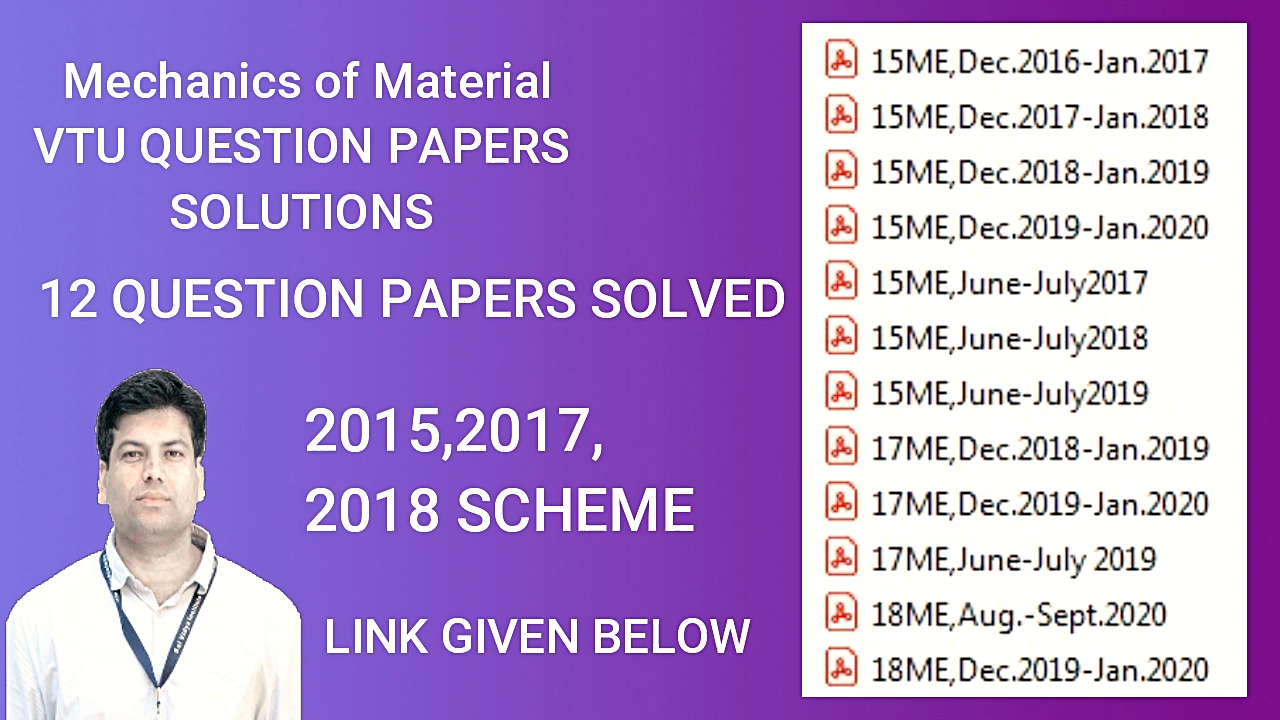 Mechanics of Material
VTU QUESTION PAPERS
SOLUTIONS
12 QUESTION PAPERS SOLVED
2015,2017,
2018 SCHEME
LINK GIVEN BELOW
15ME,Dec.2016-Jan.2017
15ME,Dec.2017-Jan.2018
15ME,Dec.2018-Jan.2019
15ME,Dec.2019-Jan.2020
15ME,June-July2017
15ME,June-July2018
15ME,June-July2019
17ME,Dec.2018-Jan.2019
17ME,Dec.2019-Jan.2020
17ME,June-July 2019
18ME,Aug.-Sept.2020
18ME,Dec.2019-Jan.2020
Sai Vidya Institute